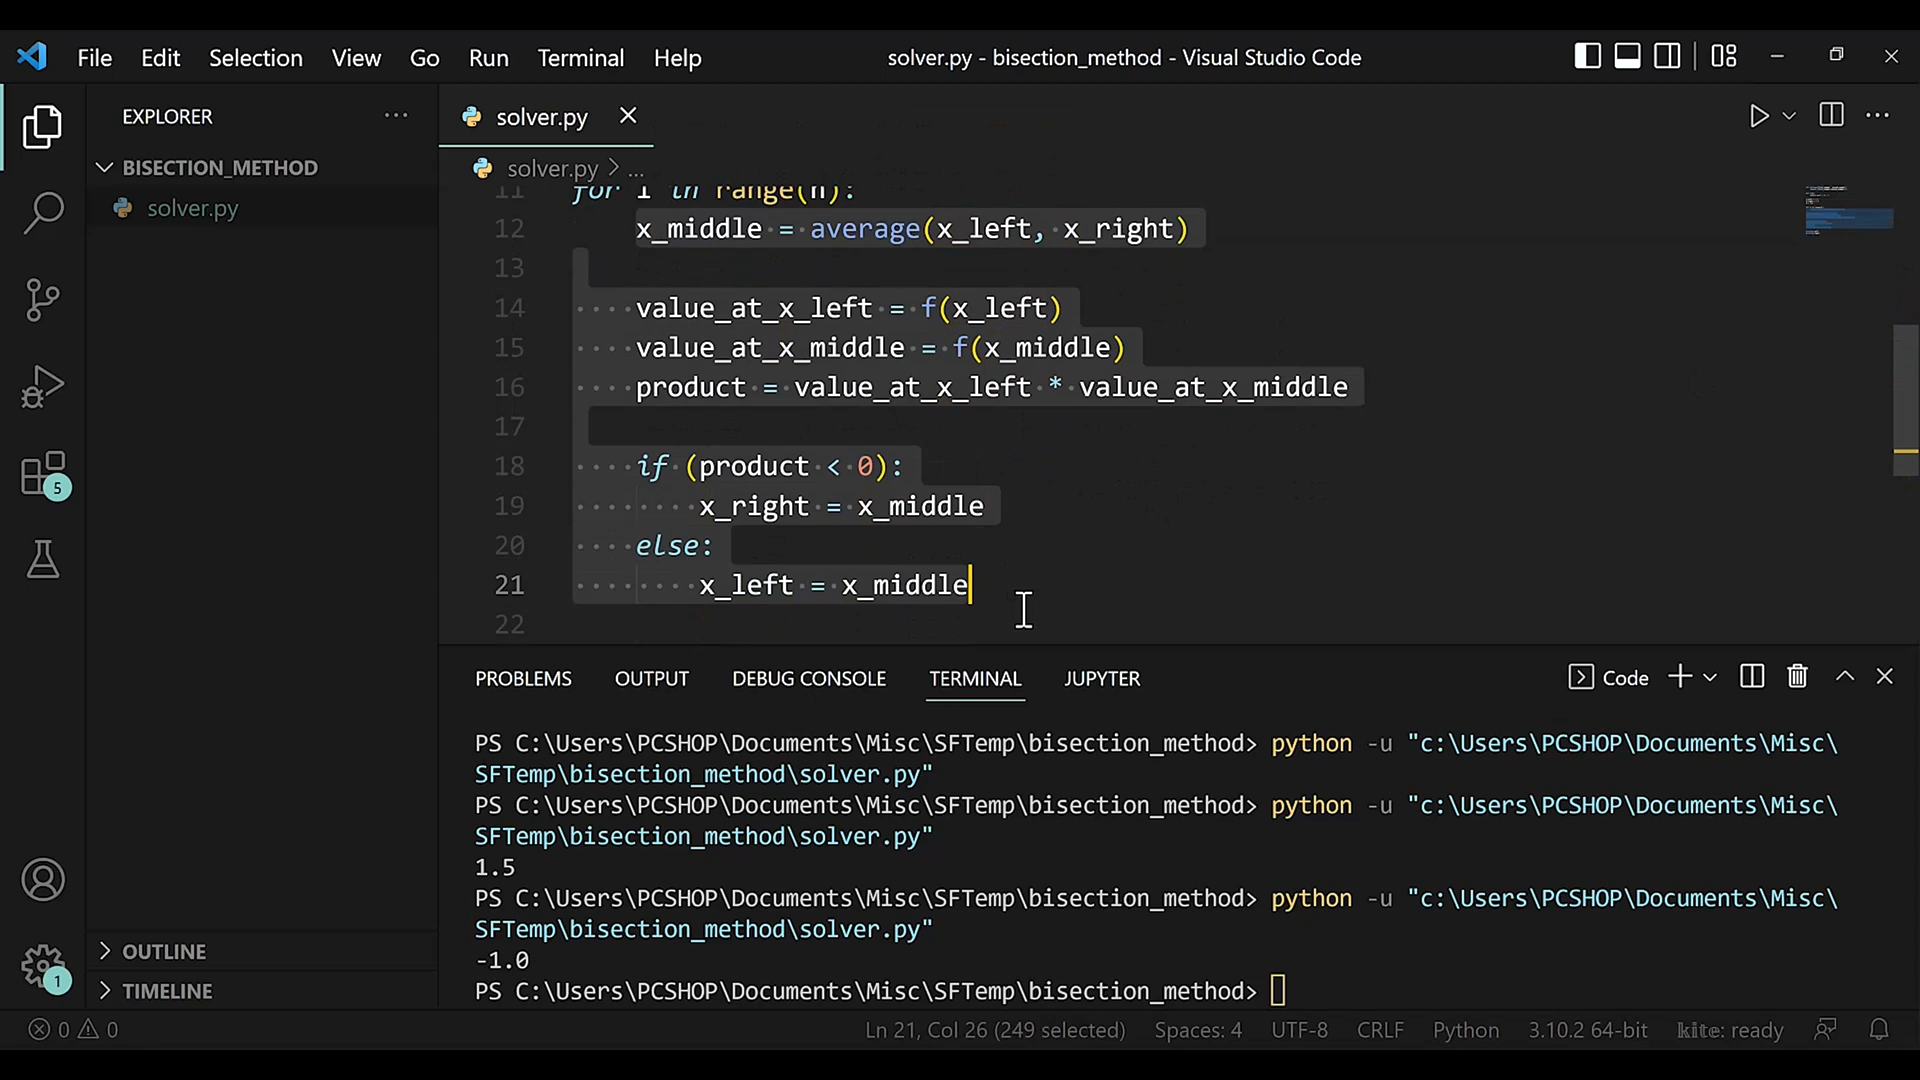 File Edit Selection View Go Run Terminal Help solver.py - bisection_method - Visual Studio Code
EXPLORER
solver.py
BISECTION_METHOD
solver.py > ...
solver.py
11 for i in range(n):
12 x_middle = average(x_left, x_right)
13
14 value_at_x_left = f(x_left)
15 value_at_x_middle = f(x_middle)
16 product = value_at_x_left * value_at_x_middle
17
18 if (product < 0):
19 x_right = x_middle
20 else:
21 x_left = x_middle
22
5
PROBLEMS OUTPUT DEBUG CONSOLE TERMINAL JUPYTER Code
PS C:\Users\PCSHOP\Documents\Misc\SFTemp\bisection_method> python -u "c:\Users\PCSHOP\Documents\Misc\
SFTemp\bisection_method\solver.py"
PS C:\Users\PCSHOP\Documents\Misc\SFTemp\bisection_method> python -u "c:\Users\PCSHOP\Documents\Misc\
SFTemp\bisection_method\solver.py"
1.5
PS C:\Users\PCSHOP\Documents\Misc\SFTemp\bisection_method> python -u "c:\Users\PCSHOP\Documents\Misc\
SFTemp\bisection_method\solver.py"
-1.0
PS C:\Users\PCSHOP\Documents\Misc\SFTemp\bisection_method>
OUTLINE
TIMELINE
1
0 0 Ln 21, Col 26 (249 selected) Spaces: 4 UTF-8 CRLF Python 3.10.2 64-bit kite: ready